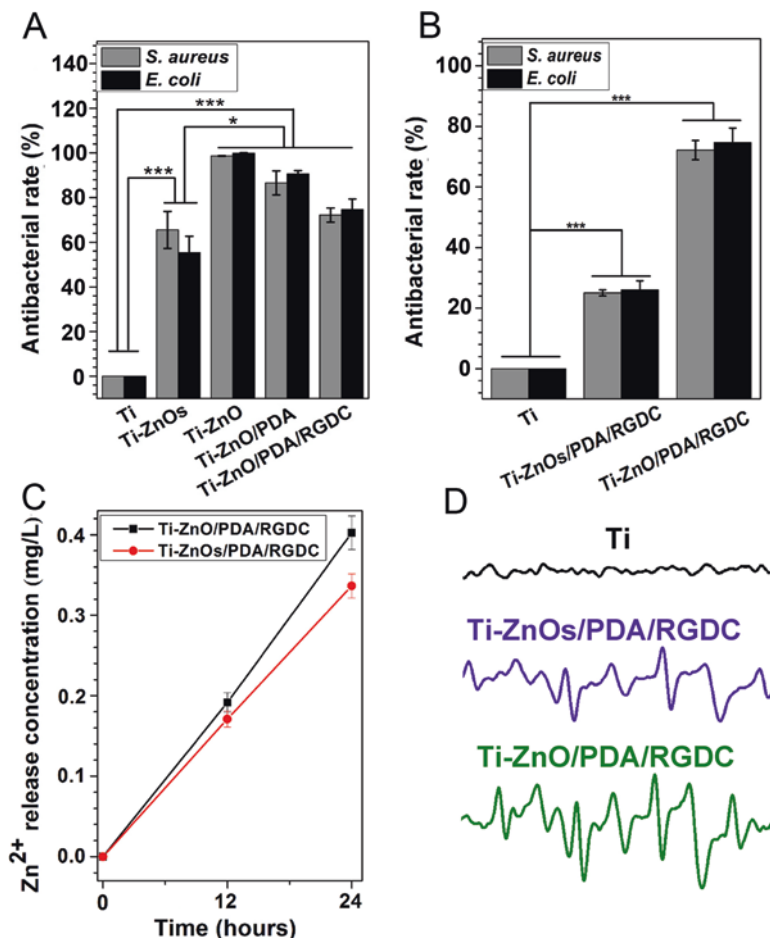 A
S. aureus
E. coli
Antibacterial rate (%)
140
120
100
80
60
40
20
0
***
*
***
Ti
Ti-ZnOs
Ti-ZnO
Ti-ZnO/PDA
Ti-ZnO/PDA/RGDC
B
S. aureus
E. coli
Antibacterial rate (%)
100
80
60
40
20
0
***
***
Ti
Ti-ZnOs/PDA/RGDC
Ti-ZnO/PDA/RGDC
C
Ti-ZnO/PDA/RGDC
Ti-ZnOs/PDA/RGDC
Zn2+ release concentration (mg/L)
0.4
0.3
0.2
0.1
0.0
0
12
24
Time (hours)
D
Ti
Ti-ZnOs/PDA/RGDC
Ti-ZnO/PDA/RGDC